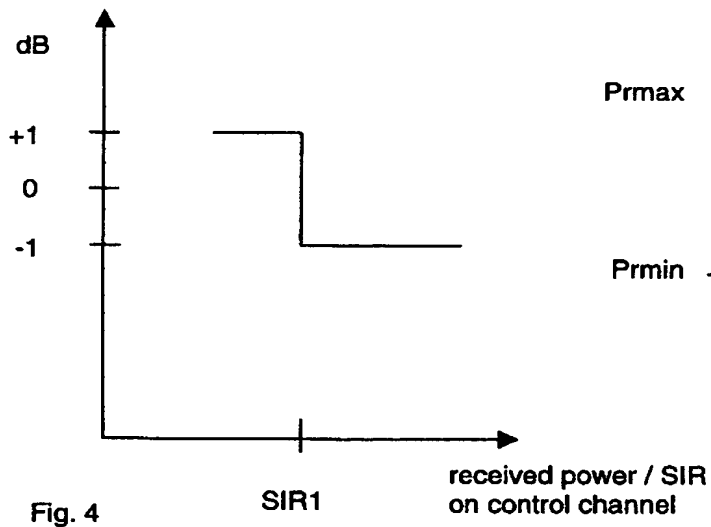 dB
Prmax
+1
0
-1
Prmin
SIR1
received power / SIR
on control channel
Fig. 4